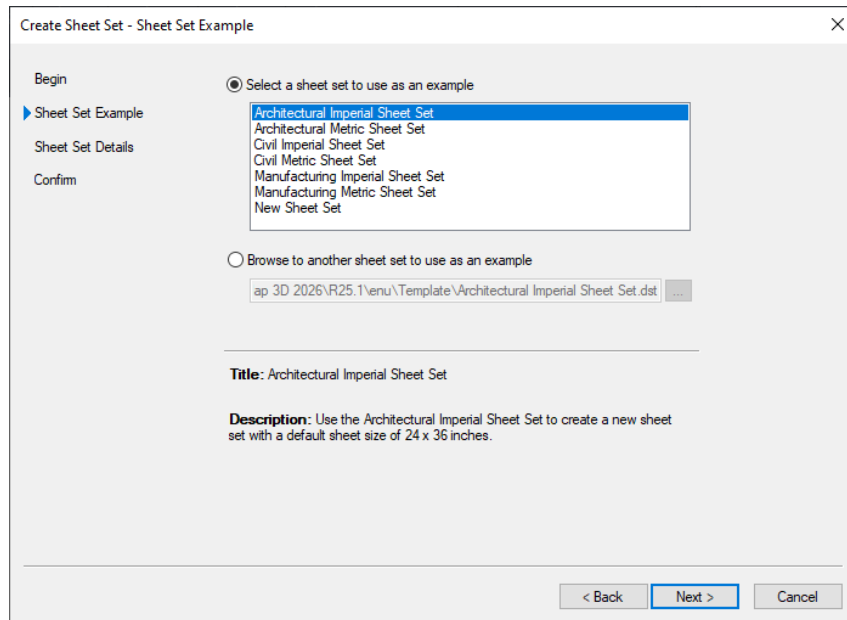 Create Sheet Set - Sheet Set Example
Begin
Sheet Set Example
Sheet Set Details
Confirm
Select a sheet set to use as an example
Architectural Imperial Sheet Set
Architectural Metric Sheet Set
Civil Imperial Sheet Set
Civil Metric Sheet Set
Manufacturing Imperial Sheet Set
Manufacturing Metric Sheet Set
New Sheet Set
Browse to another sheet set to use as an example
ap 3D 2026\R25.1\enu\Template\Architectural Imperial Sheet Set.dst ...
Title: Architectural Imperial Sheet Set
Description: Use the Architectural Imperial Sheet Set to create a new sheet
set with a default sheet size of 24 x 36 inches.
< Back Next > Cancel